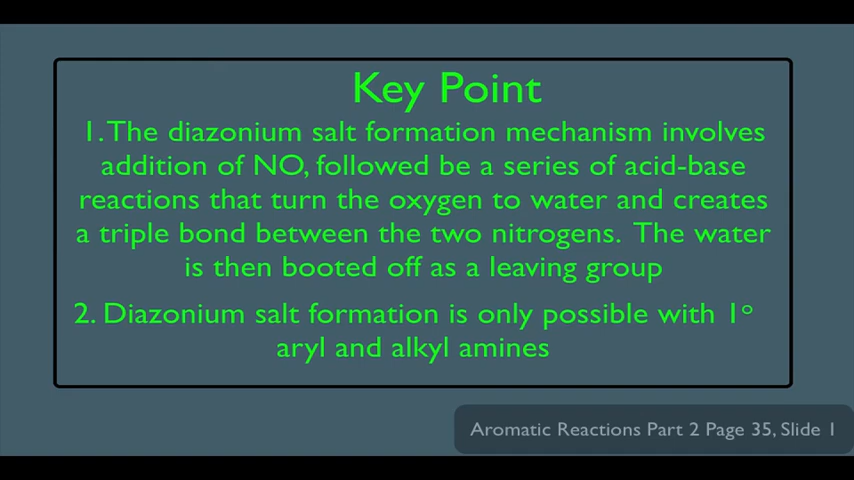 Key Point
1. The diazonium salt formation mechanism involves
addition of NO, followed be a series of acid-base
reactions that turn the oxygen to water and creates
a triple bond between the two nitrogens. The water
is then booted off as a leaving group
2. Diazonium salt formation is only possible with 1°
aryl and alkyl amines
Aromatic Reactions Part 2 Page 35, Slide 1